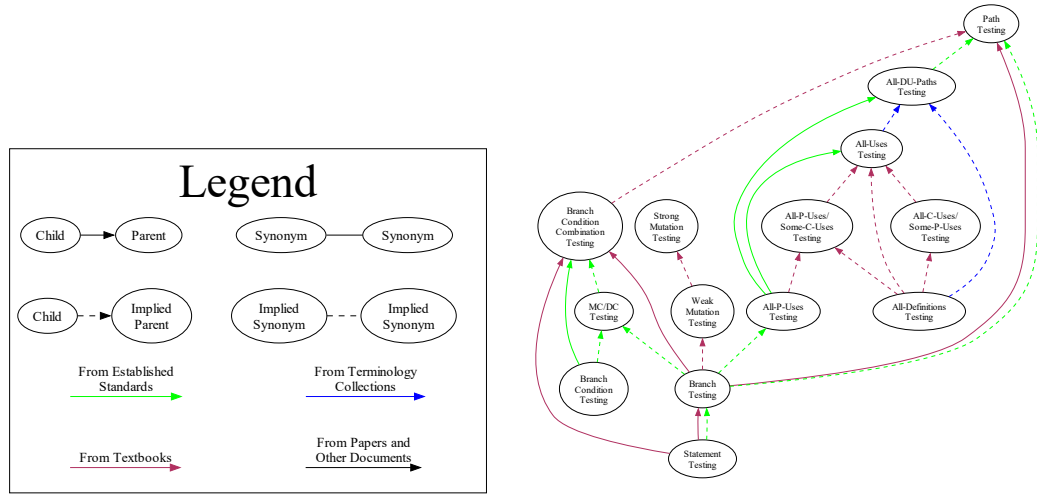 Legend
Child
Parent
Synonym
Synonym
Child
Implied
Parent
Implied
Synonym
Implied
Synonym
From Established
Standards
From Terminology
Collections
From Textbooks
From Papers and
Other Documents
Path
Testing
All-DU-Paths
Testing
All-Uses
Testing
Branch
Condition
Combination
Testing
Strong
Mutation
Testing
All-P-Uses/
Some-C-Uses
Testing
All-C-Uses/
Some-P-Uses
Testing
MC/DC
Testing
Weak
Mutation
Testing
All-P-Uses
Testing
All-Definitions
Testing
Branch
Condition
Testing
Branch
Testing
Statement
Testing